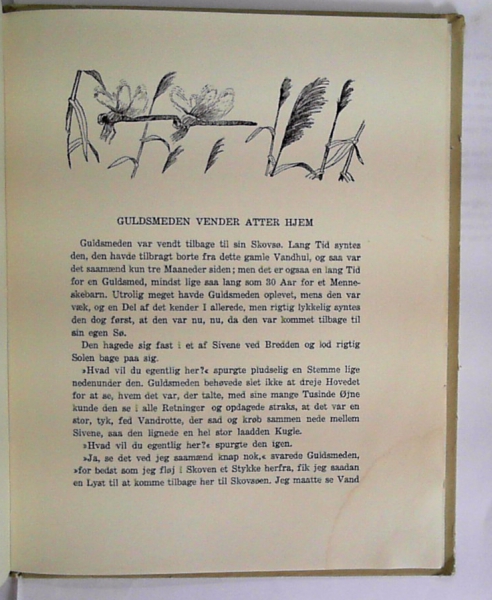 GULDSMEDEN VENDER ATTER HJEM
Guldsmeden var vendt tilbage til sin Skovsø. Lang Tid syntes
den, den havde tilbragt borte fra dette gamle Vandhul, og saa var
det saamænd kun tre Maaneder siden; men det er ogsaa en lang Tid
for en Guldsmed, mindst lige saa lang som 30 Aar for et Menne-
skebarn. Utrolig meget havde Guldsmeden oplevet, mens den var
væk, og en Del af det kender I allerede, men rigtig lykkelig syntes
den dog først, at den var nu, nu, da den var kommet tilbage til
sin egen Sø.
Den hagede sig fast i et af Sivene ved Bredden og lod rigtig
Solen bage paa sig.
»Hvad vil du egentlig her?« spurgte pludselig en Stemme lige
nedenunder den. Guldsmeden behøvede slet ikke at dreje Hovedet
for at se, hvem det var, der talte, med sine mange Tusinde Øjne
kunde den se i alle Retninger og opdagede straks, at det var en
stor, tyk, fed Vandrotte, der sad og krøb sammen nede mellem
Sivene, saa den lignede en hel stor laadden Kugle.
»Hvad vil du egentlig her?« spurgte den igen.
»Ja, se det ved jeg saamænd knap nok,« svarede Guldsmeden,
»for bedst som jeg fløj i Skoven et Stykke herfra, fik jeg saadan
en Lyst til at komme tilbage her til Skovsøen. Jeg maatte se Vand